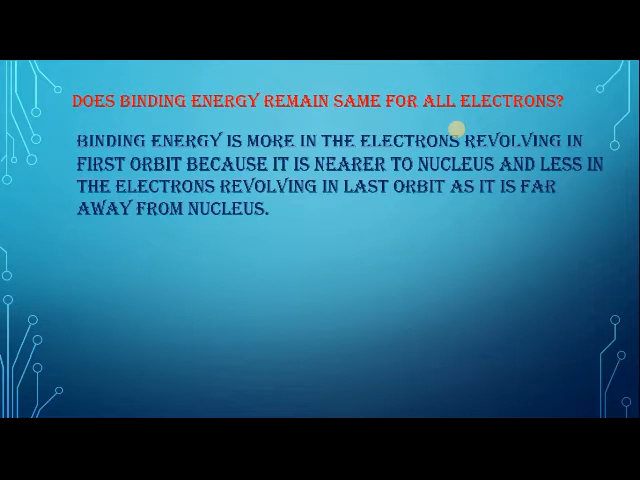 DOES BINDING ENERGY REMAIN SAME FOR ALL ELECTRONS?
BINDING ENERGY IS MORE IN THE ELECTRONS REVOLVING IN
FIRST ORBIT BECAUSE IT IS NEARER TO NUCLEUS AND LESS IN
THE ELECTRONS REVOLVING IN LAST ORBIT AS IT IS FAR
AWAY FROM NUCLEUS.